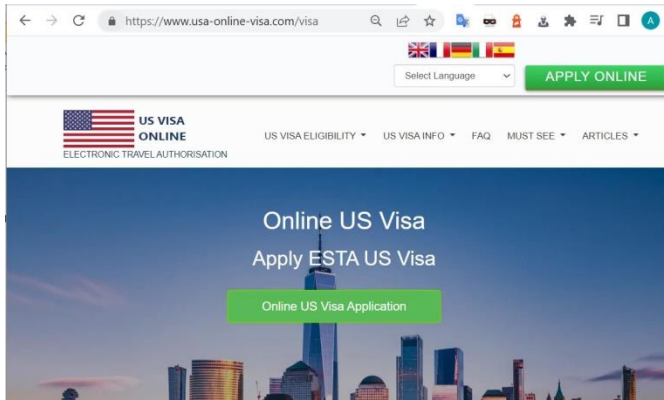 https://www.usa-online-visa.com/visa
A
Select Language
APPLY ONLINE
US VISA
ONLINE
ELECTRONIC TRAVEL AUTHORISATION
US VISA ELIGIBILITY
US VISA INFO
FAQ
MUST SEE
ARTICLES
Online US Visa
Apply ESTA US Visa
Online US Visa Application